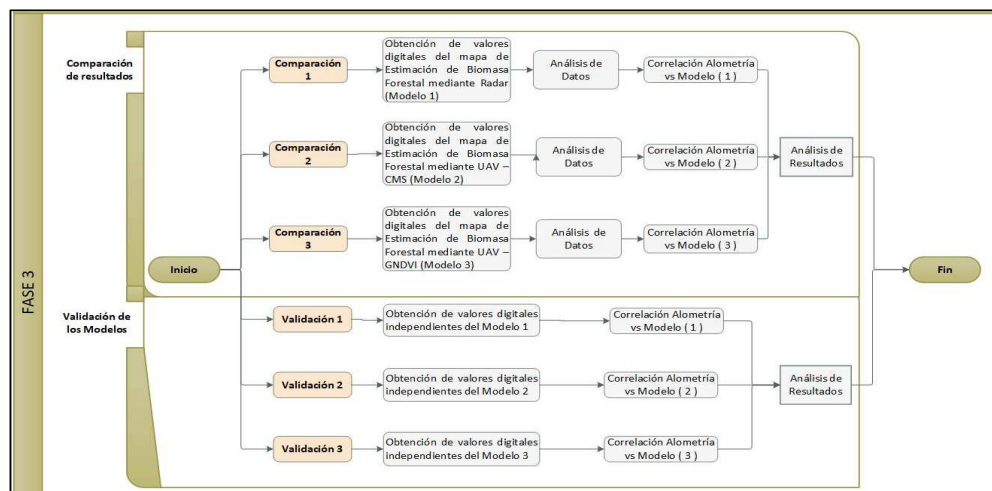 FASE 3
Comparación
de resultados
Comparación
1
Obtención de valores
digitales del mapa de
Estimación de Biomasa
Forestal mediante Radar
(Modelo 1)
Análisis de
Datos
Correlación Alometría
vs Modelo ( 1 )
Comparación
2
Obtención de valores
digitales del mapa de
Estimación de Biomasa
Forestal mediante UAV –
CMS (Modelo 2)
Análisis de
Datos
Correlación Alometría
vs Modelo ( 2 )
Análisis de
Resultados
Comparación
3
Obtención de valores
digitales del mapa de
Estimación de Biomasa
Forestal mediante UAV –
GNDVI (Modelo 3)
Análisis de
Datos
Correlación Alometría
vs Modelo ( 3 )
Inicio
Fin
Validación de
los Modelos
Validación 1
Obtención de valores digitales
independientes del Modelo 1
Correlación Alometría
vs Modelo ( 1 )
Validación 2
Obtención de valores digitales
independientes del Modelo 2
Correlación Alometría
vs Modelo ( 2 )
Análisis de
Resultados
Validación 3
Obtención de valores digitales
independientes del Modelo 3
Correlación Alometría
vs Modelo ( 3 )